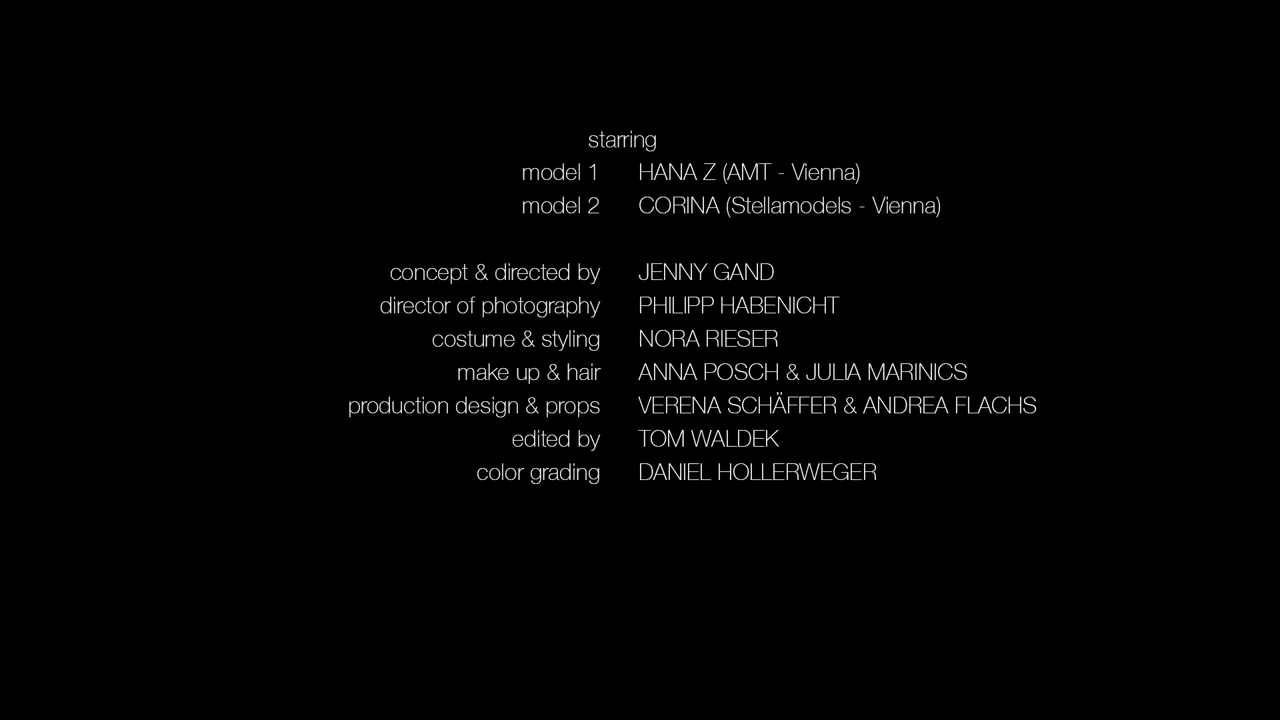 starring
model 1 HANA Z (AMT - Vienna)
model 2 CORINA (Stellamodels - Vienna)
concept & directed by JENNY GAND
director of photography PHILIPP HABENICHT
costume & styling NORA RIESER
make up & hair ANNA POSCH & JULIA MARINICS
production design & props VERENA SCHÄFFER & ANDREA FLACHS
edited by TOM WALDEK
color grading DANIEL HOLLERWEGER